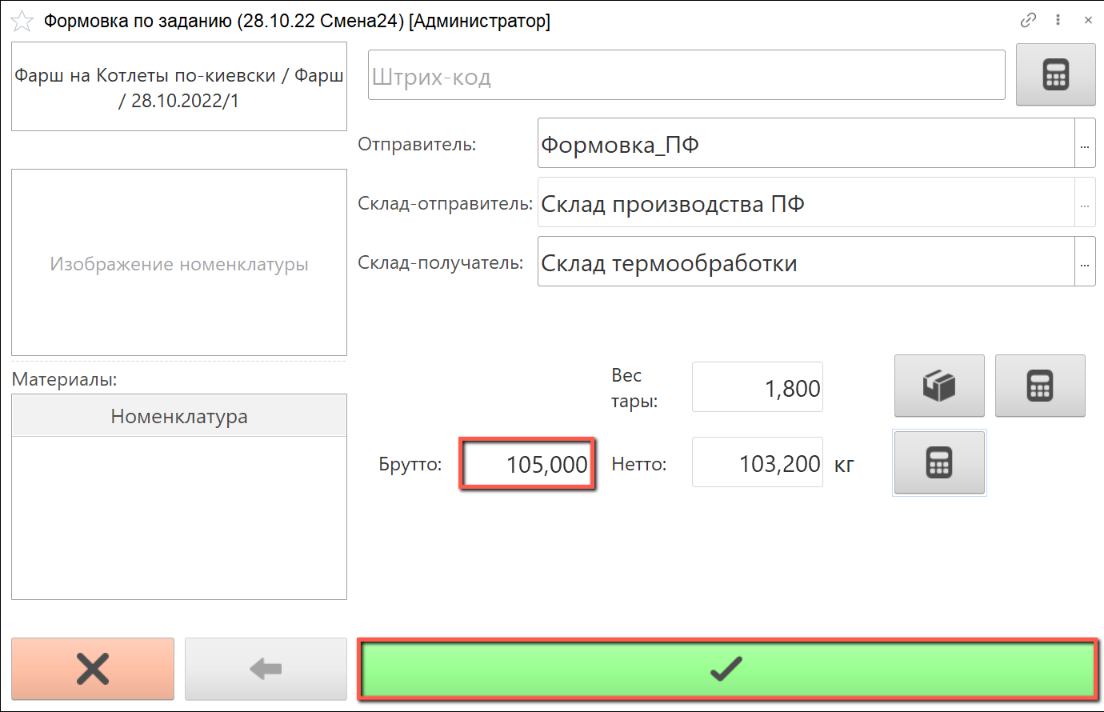 Формовка по заданию (28.10.22 Смена24) [Администратор]
Фарш на Котлеты по-киевски / Фарш
/ 28.10.2022/1
Штрих-код
Отправитель:
Формовка_ПФ
...
Склад-отправитель:
Склад производства ПФ
...
Изображение номенклатуры
Склад-получатель:
Склад термообработки
...
Материалы:
Номенклатура
Вес
тары:
1,800
Брутто:
105,000
Нетто:
103,200
кг